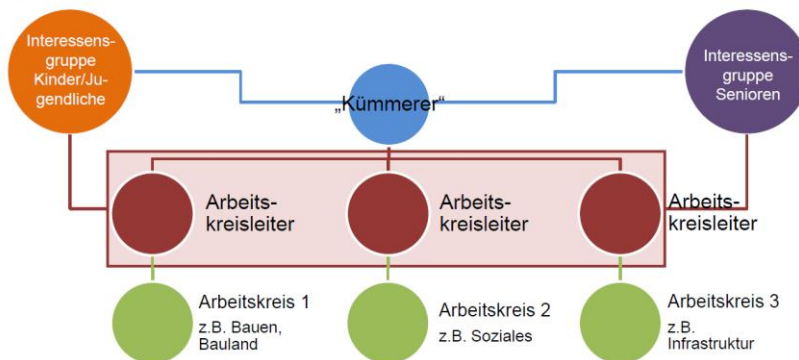 Interessens-
gruppe
Kinder/Ju-
gendliche
„Kümmerer“
Interessens-
gruppe
Senioren
Arbeits-
kreisleiter
Arbeits-
kreisleiter
Arbeits-
kreisleiter
Arbeitskreis 1
z.B. Bauen,
Bauland
Arbeitskreis 2
z.B. Soziales
Arbeitskreis 3
z.B.
Infrastruktur